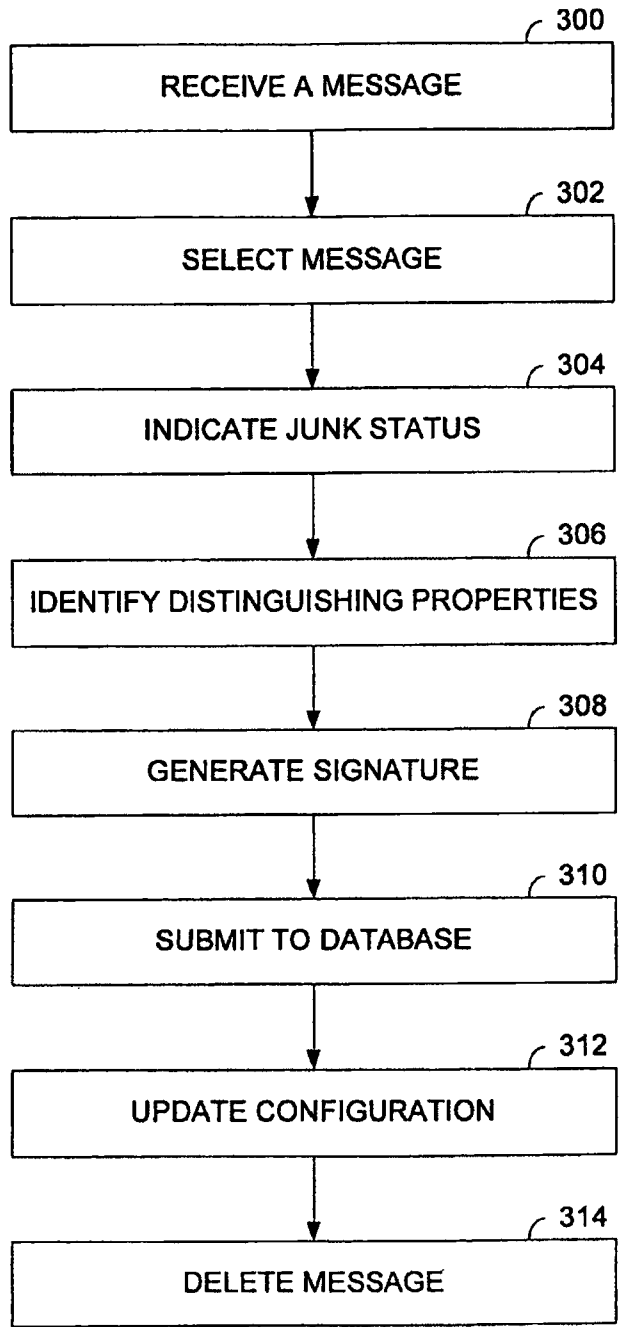 300
RECEIVE A MESSAGE
302
SELECT MESSAGE
304
INDICATE JUNK STATUS
306
IDENTIFY DISTINGUISHING PROPERTIES
308
GENERATE SIGNATURE
310
SUBMIT TO DATABASE
312
UPDATE CONFIGURATION
314
DELETE MESSAGE